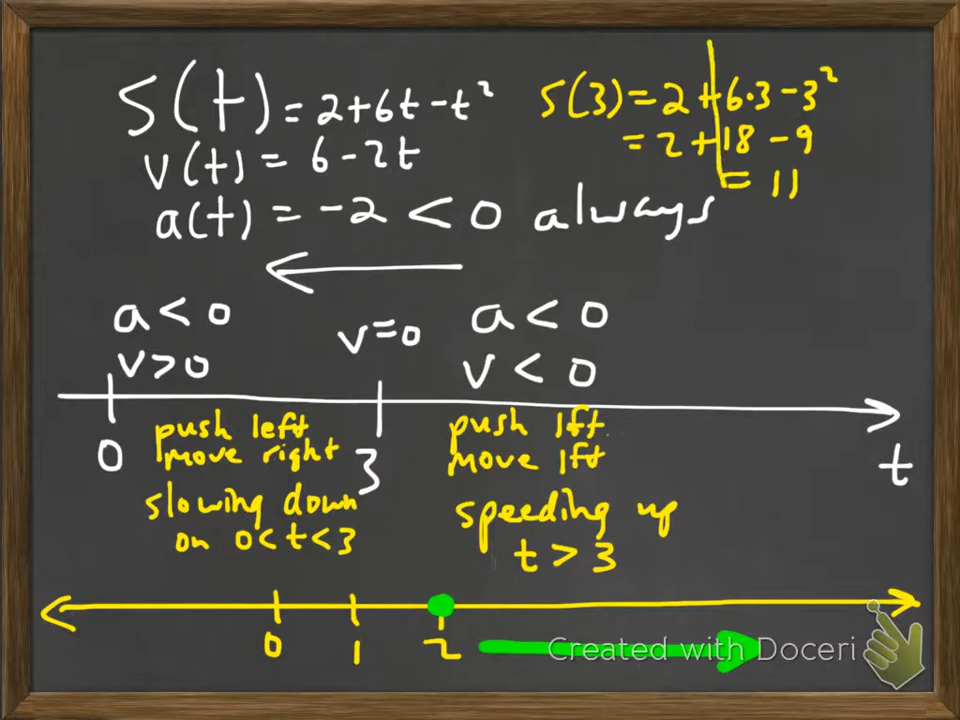 S(t) = 2+6t-t²
v(t) = 6-2t
a(t) = -2 < 0 always
S(3) = 2+6·3-3²
= 2+18-9
= 11
a < 0
v > 0
v=0
a < 0
v < 0
0
3
t
push left
move right
slowing down
on 0<t<3
push lft
move lft
speeding up
t > 3
0 1 2
Created with Doceri